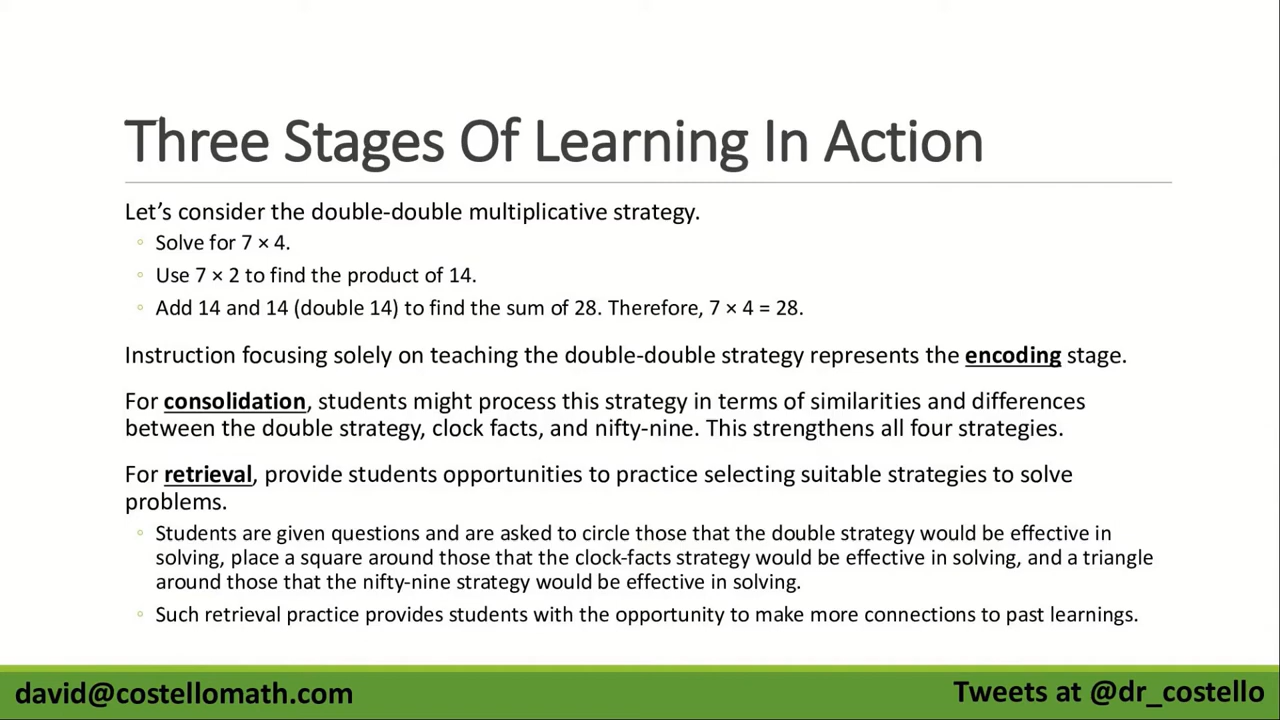 Three Stages Of Learning In Action
Let’s consider the double-double multiplicative strategy.
◦ Solve for 7 × 4.
◦ Use 7 × 2 to find the product of 14.
◦ Add 14 and 14 (double 14) to find the sum of 28. Therefore, 7 × 4 = 28.
Instruction focusing solely on teaching the double-double strategy represents the encoding stage.
For consolidation, students might process this strategy in terms of similarities and differences
between the double strategy, clock facts, and nifty-nine. This strengthens all four strategies.
For retrieval, provide students opportunities to practice selecting suitable strategies to solve
problems.
◦ Students are given questions and are asked to circle those that the double strategy would be effective in
solving, place a square around those that the clock-facts strategy would be effective in solving, and a triangle
around those that the nifty-nine strategy would be effective in solving.
◦ Such retrieval practice provides students with the opportunity to make more connections to past learnings.
david@costellomath.com
Tweets at @dr_costello